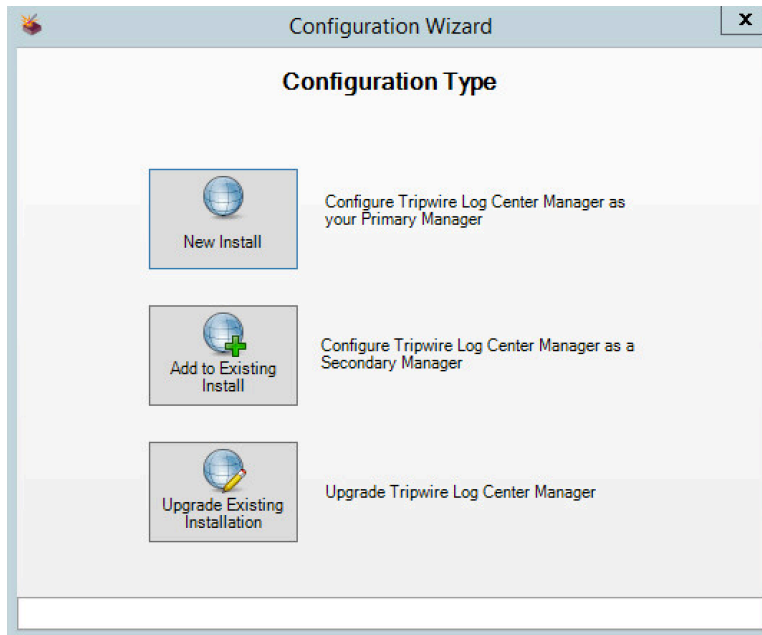 Configuration Wizard
x
Configuration Type
New Install
Configure Tripwire Log Center Manager as
your Primary Manager
Add to Existing
Install
Configure Tripwire Log Center Manager as a
Secondary Manager
Upgrade Existing
Installation
Upgrade Tripwire Log Center Manager